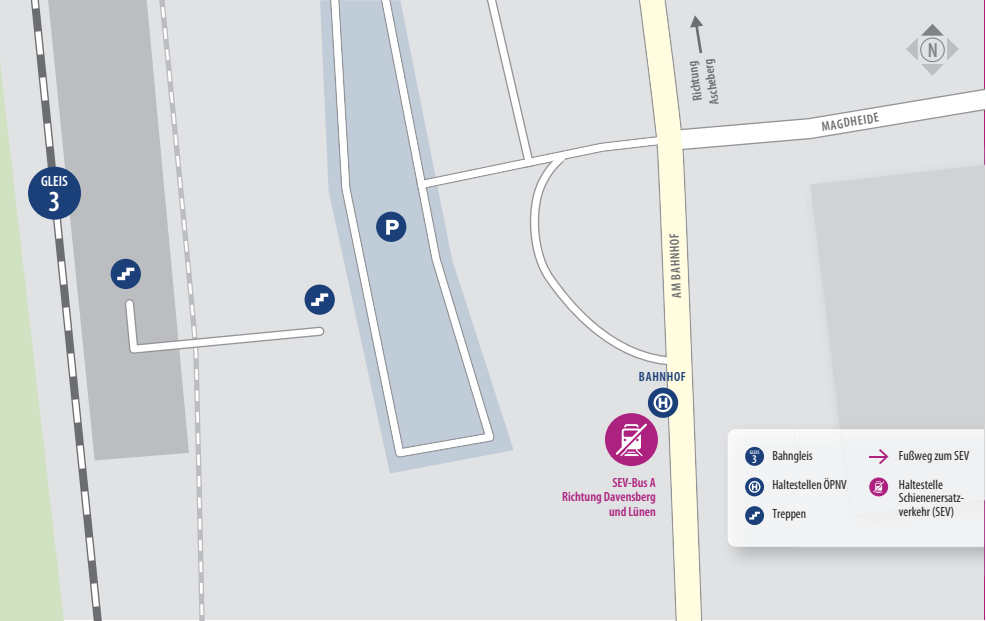 Richtung
Ascheberg
N
MAGDHEIDE
GLEIS
3
P
AM BAHNHOF
BAHNHOF
H
SEV-Bus A
Richtung Davensberg
und Lünen
GLEIS
3
Bahngleis
H
Haltestellen ÖPNV
Treppen
Fußweg zum SEV
Haltestelle
Schienenersatz-
verkehr (SEV)